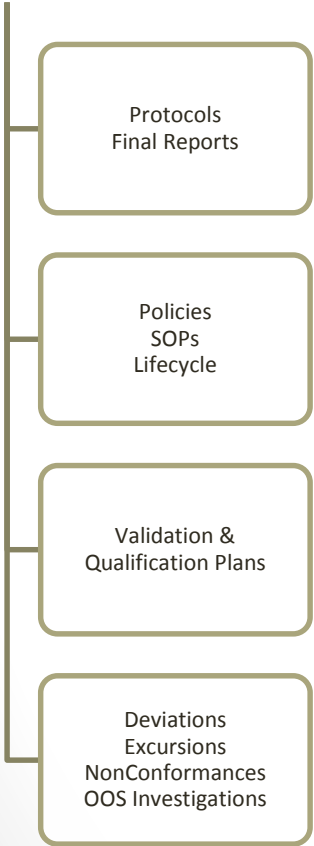 Protocols
Final Reports
Policies
SOPs
Lifecycle
Validation &
Qualification Plans
Deviations
Excursions
NonConformances
OOS Investigations